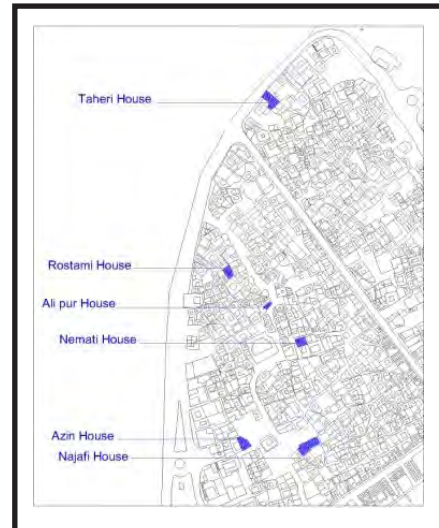 Taheri House
Rostami House
Ali pur House
Nemati House
Azin House
Najafi House